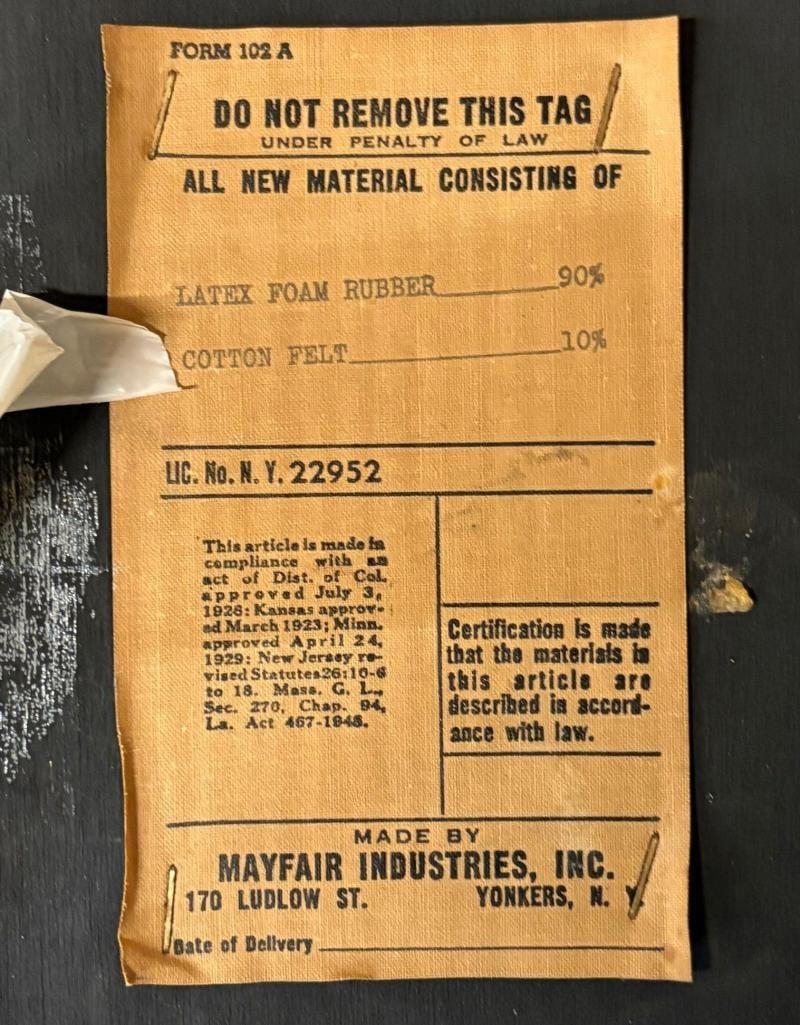 FORM 102 A
DO NOT REMOVE THIS TAG
UNDER PENALTY OF LAW
ALL NEW MATERIAL CONSISTING OF
LATEX FOAM RUBBER 90%
COTTON FELT 10%
LIC. No. N. Y. 22952
This article is made in
compliance with an
act of Dist. of Col.
approved July 3,
1926: Kansas approv-
ed March 1923; Minn.
approved April 24,
1929: New Jersey re-
vised Statutes 26:10-6
to 18. Mass. G. L.,
Sec. 270, Chap. 94,
La. Act 467-1948.
Certification is made
that the materials in
this article are
described in accord-
ance with law.
MADE BY
MAYFAIR INDUSTRIES, INC.
170 LUDLOW ST. YONKERS, N. Y.
Date of Delivery